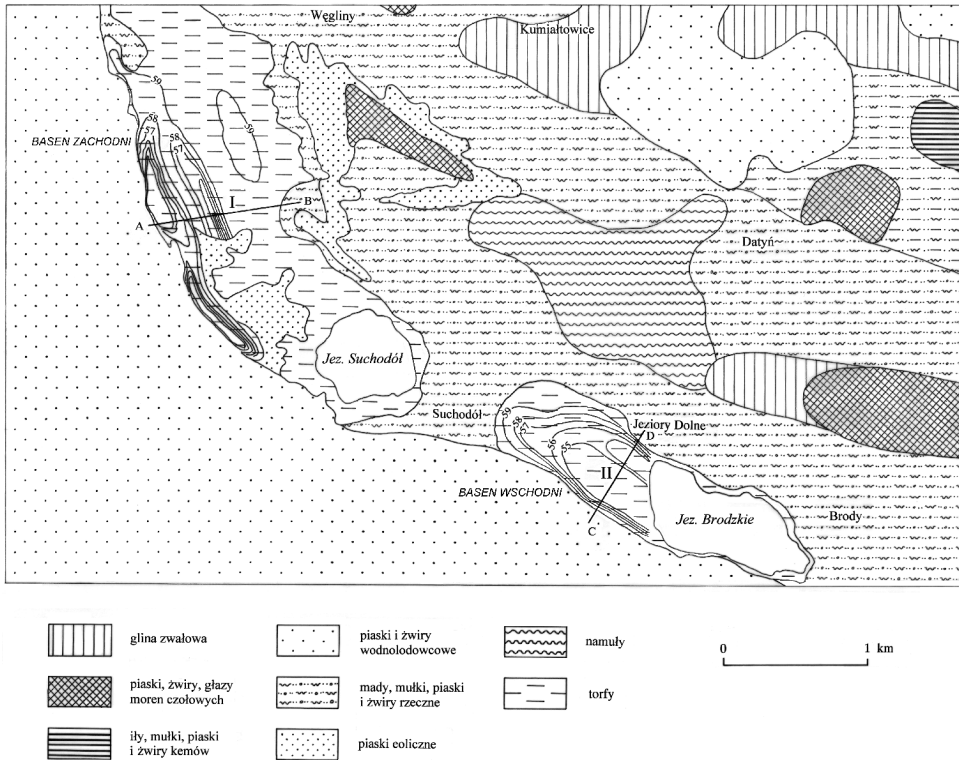 Węgliny
Kumiałtowice
59
58
57
BASEN ZACHODNI
58
57
59
I
A
B
Datyń
Jez. Suchodół
Suchodół
59
58
57
56
55
Jeziory Dolne
D
II
BASEN WSCHODNI
C
Jez. Brodzkie
Brody
glina zwałowa
piaski i żwiry
wodnolodowcowe
namuły
0 1 km
piaski, żwiry, głazy
moren czołowych
mady, mułki, piaski
i żwiry rzeczne
torfy
iły, mułki, piaski
i żwiry kemów
piaski eoliczne